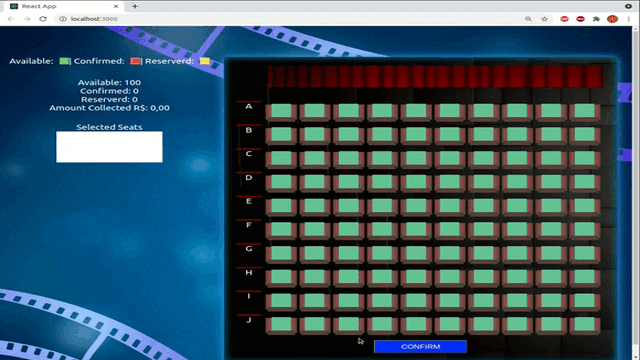 React App
localhost:3000
Available: Confirmed: Reserverd:
Available: 100
Confirmed: 0
Reserverd: 0
Amount Collected R$: 0,00
Selected Seats
A
B
C
D
E
F
G
H
I
J
CONFIRM